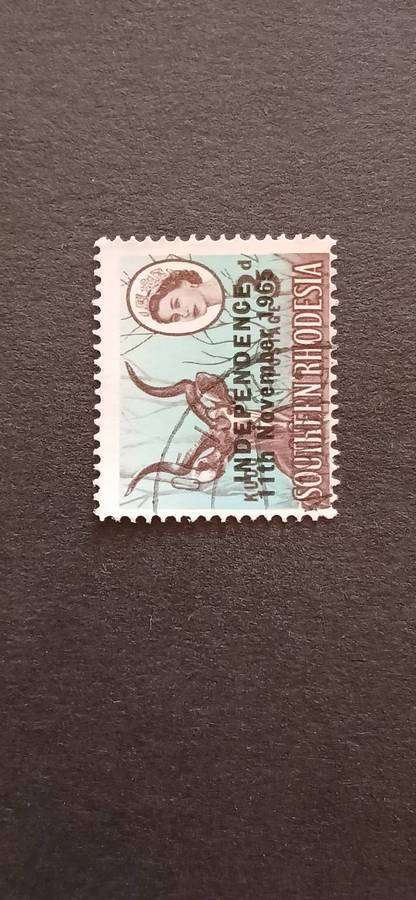 INDEPENDENCE
11th November 1965
SOUTHERN RHODESIA